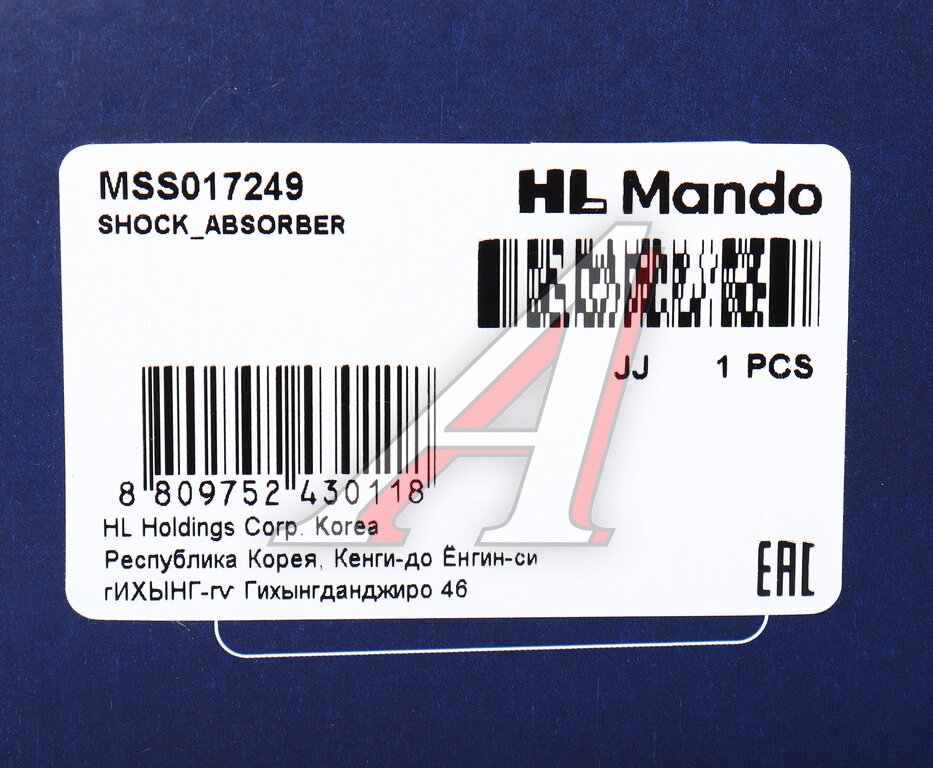 MSS017249
SHOCK_ABSORBER
HL Mando
JJ 1 PCS
8 809752 430118
HL Holdings Corp. Korea
Республика Корея, Кенги-до Ёнгин-си
гИХЫНГ-гv Гихынгданджиро 46
EAC